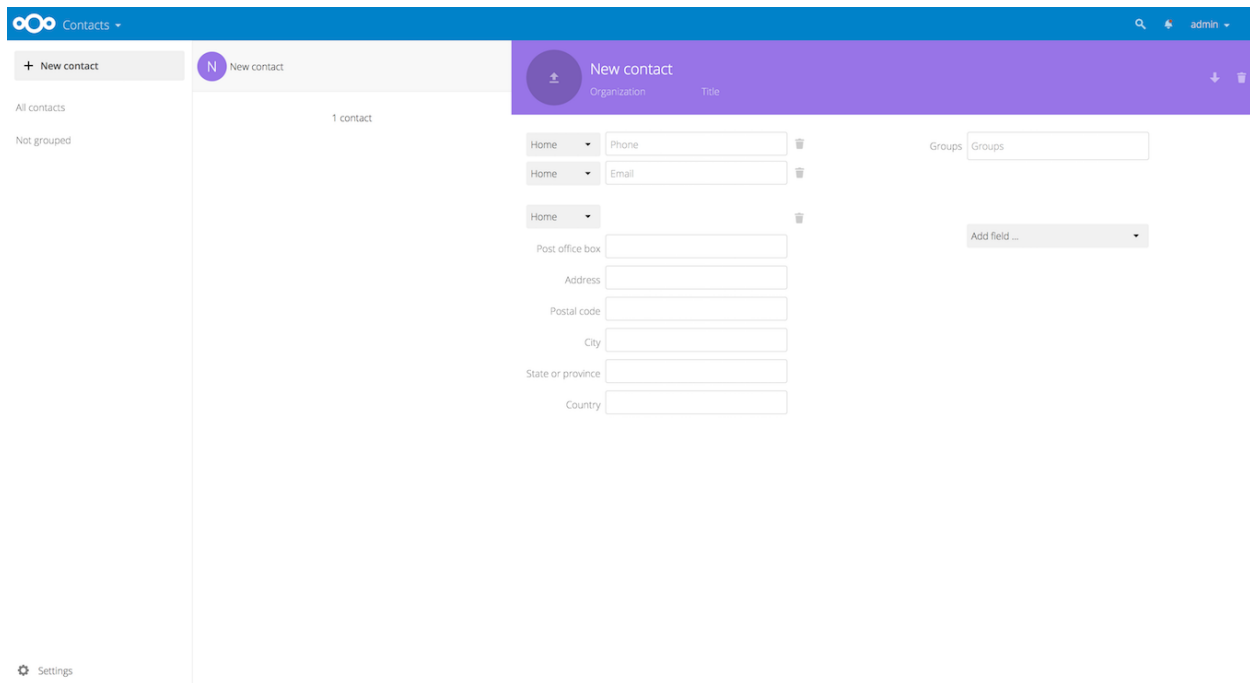 Contacts
admin
+ New contact
All contacts
Not grouped
Settings
N New contact
1 contact
New contact
Organization Title
Home Phone
Home Email
Home
Post office box
Address
Postal code
City
State or province
Country
Groups Groups
Add field ...